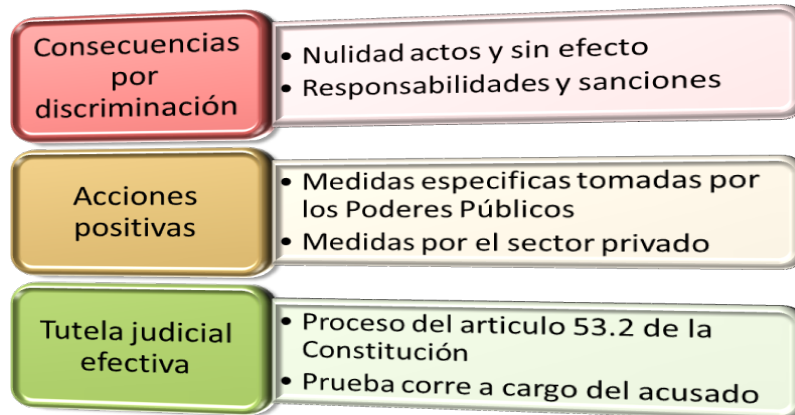 Consecuencias
por
discriminación
• Nulidad actos y sin efecto
• Responsabilidades y sanciones
Acciones
positivas
• Medidas especificas tomadas por
los Poderes Públicos
• Medidas por el sector privado
Tutela judicial
efectiva
• Proceso del articulo 53.2 de la
Constitución
• Prueba corre a cargo del acusado